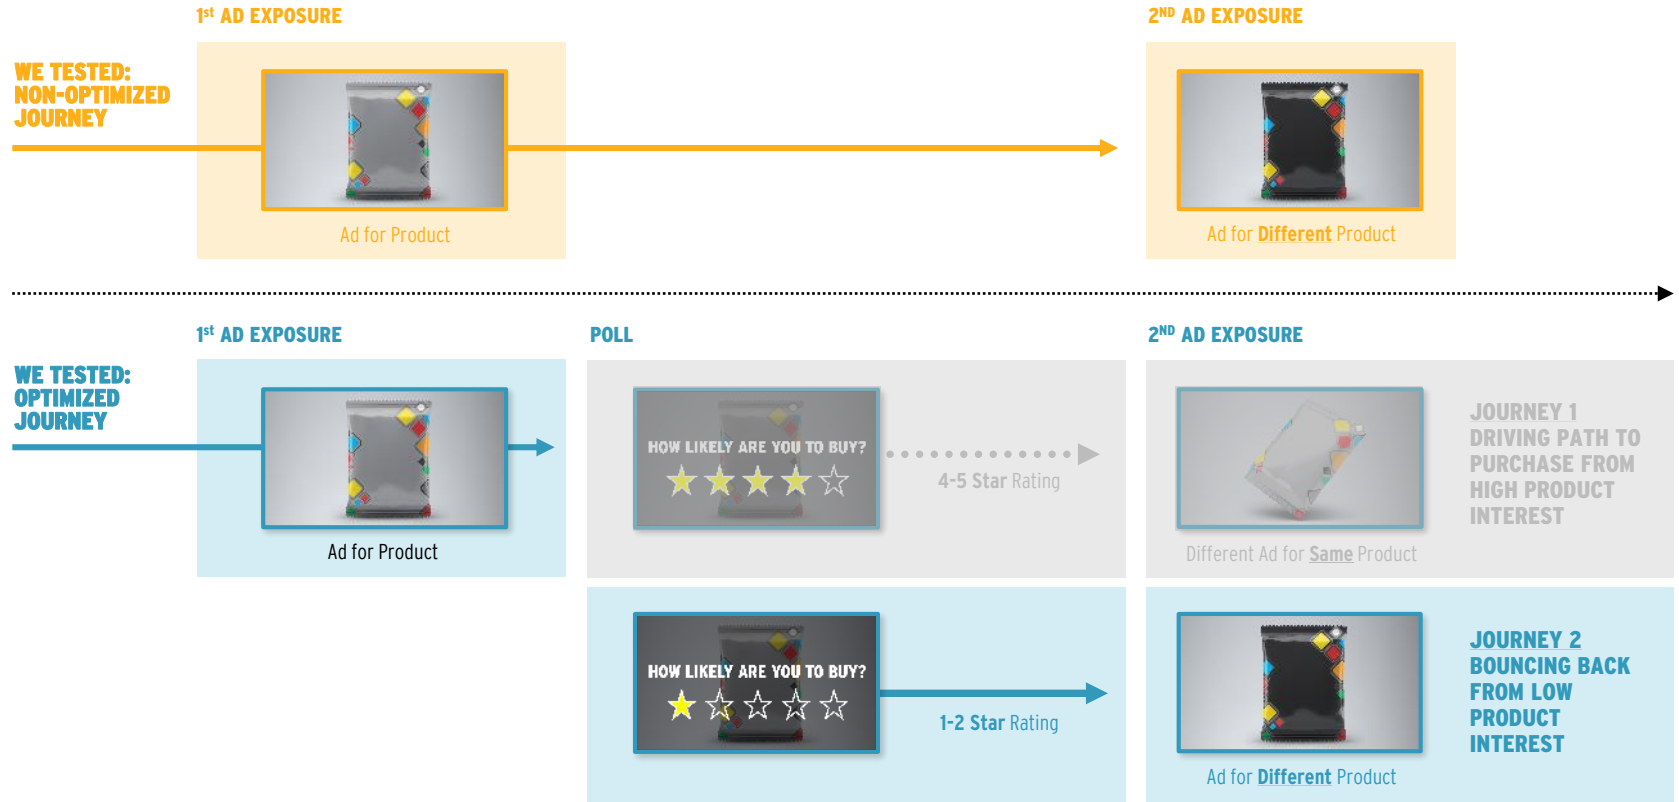 1st AD EXPOSURE
2ND AD EXPOSURE
WE TESTED:
NON-OPTIMIZED
JOURNEY
Ad for Product
Ad for Different Product
1st AD EXPOSURE
POLL
2ND AD EXPOSURE
WE TESTED:
OPTIMIZED
JOURNEY
Ad for Product
HOW LIKELY ARE YOU TO BUY?
4-5 Star Rating
Different Ad for Same Product
JOURNEY 1
DRIVING PATH TO
PURCHASE FROM
HIGH PRODUCT
INTEREST
HOW LIKELY ARE YOU TO BUY?
1-2 Star Rating
Ad for Different Product
JOURNEY 2
BOUNCING BACK
FROM LOW
PRODUCT
INTEREST